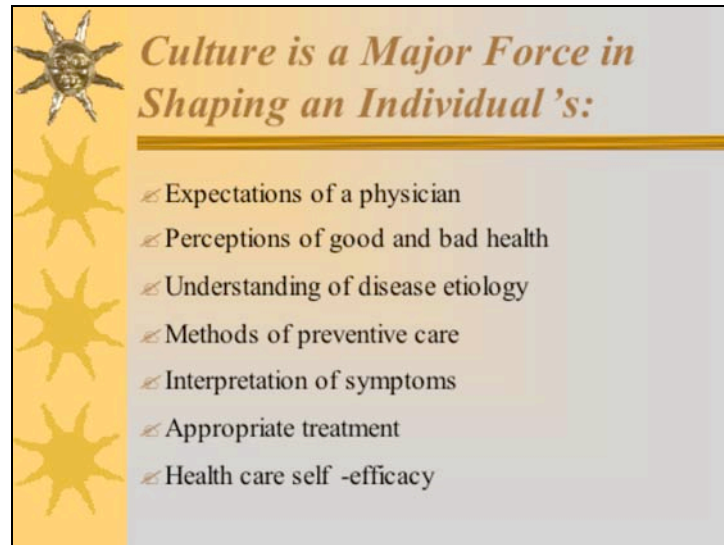 Culture is a Major Force in
Shaping an Individual 's:
Expectations of a physician
Perceptions of good and bad health
Understanding of disease etiology
Methods of preventive care
Interpretation of symptoms
Appropriate treatment
Health care self -efficacy